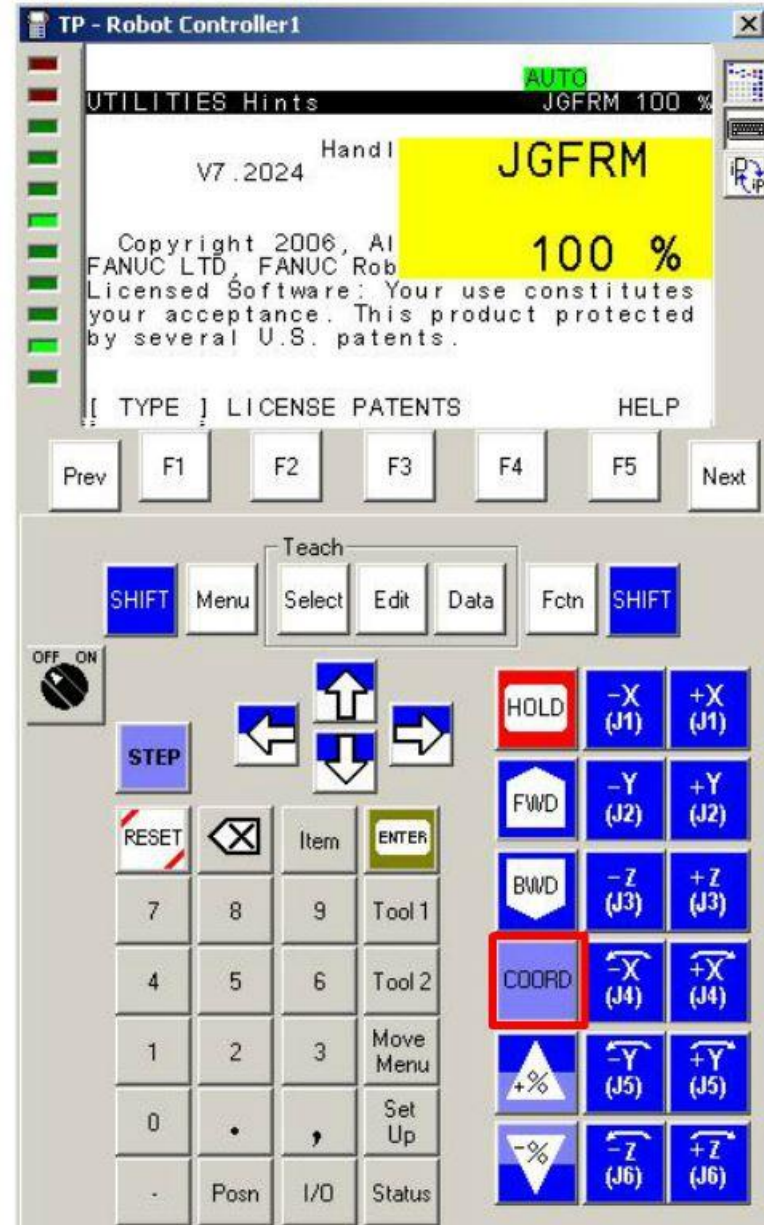 TP - Robot Controller1
AUTO
UTILITIES Hints JGFRM 100 %
Handl JGFRM
V7.2024
100 %
Copyright 2006, Al
FANUC LTD, FANUC Rob
Licensed Software: Your use constitutes
your acceptance. This product protected
by several U.S. patents.
[ TYPE ] LICENSE PATENTS HELP
Prev F1 F2 F3 F4 F5 Next
Teach
SHIFT Menu Select Edit Data Fctn SHIFT
OFF ON
STEP
RESET Item ENTER
7 8 9 Tool 1
4 5 6 Tool 2
1 2 3 Move Menu
0 . , Set Up
- Posn I/O Status
HOLD -X (J1) +X (J1)
FWD -Y (J2) +Y (J2)
BWD -Z (J3) +Z (J3)
COORD -X (J4) +X (J4)
+% -Y (J5) +Y (J5)
-% -Z (J6) +Z (J6)